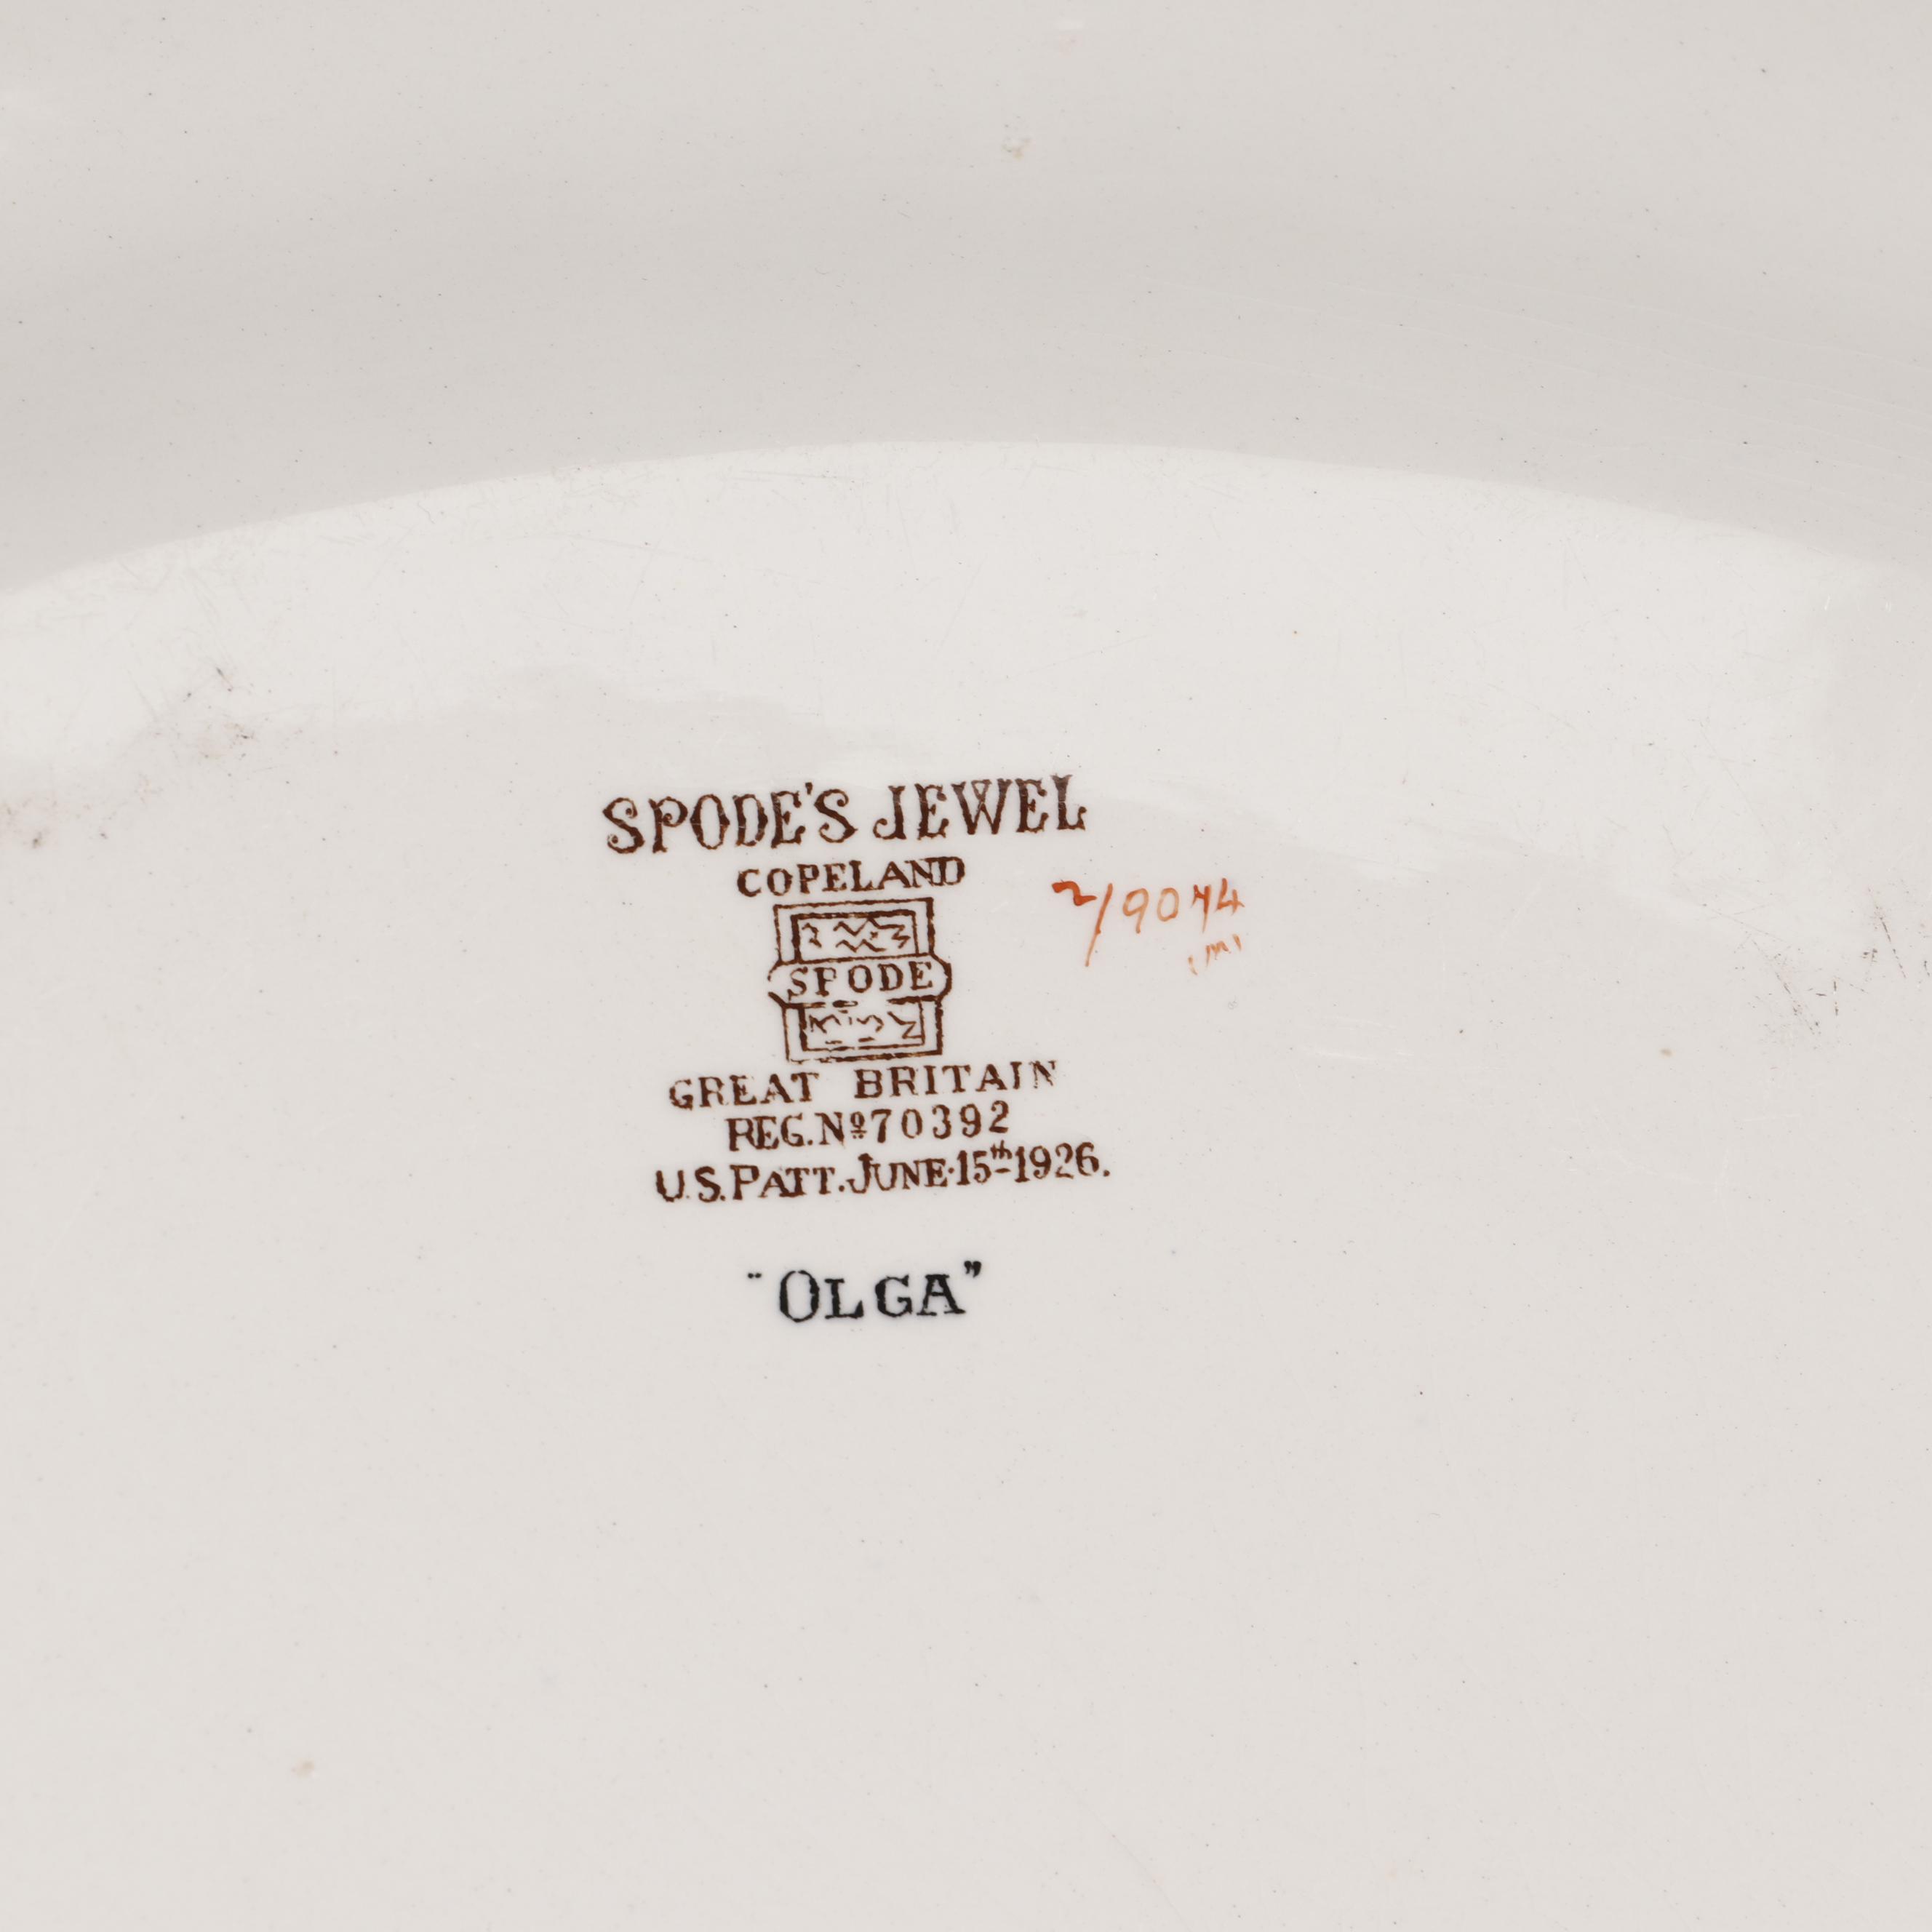 SPODE'S JEWEL
COPELAND
SPODE
GREAT BRITAIN
REG. Nº 70392
U.S. PATT. JUNE·15th 1926.
"OLGA"
2/9074